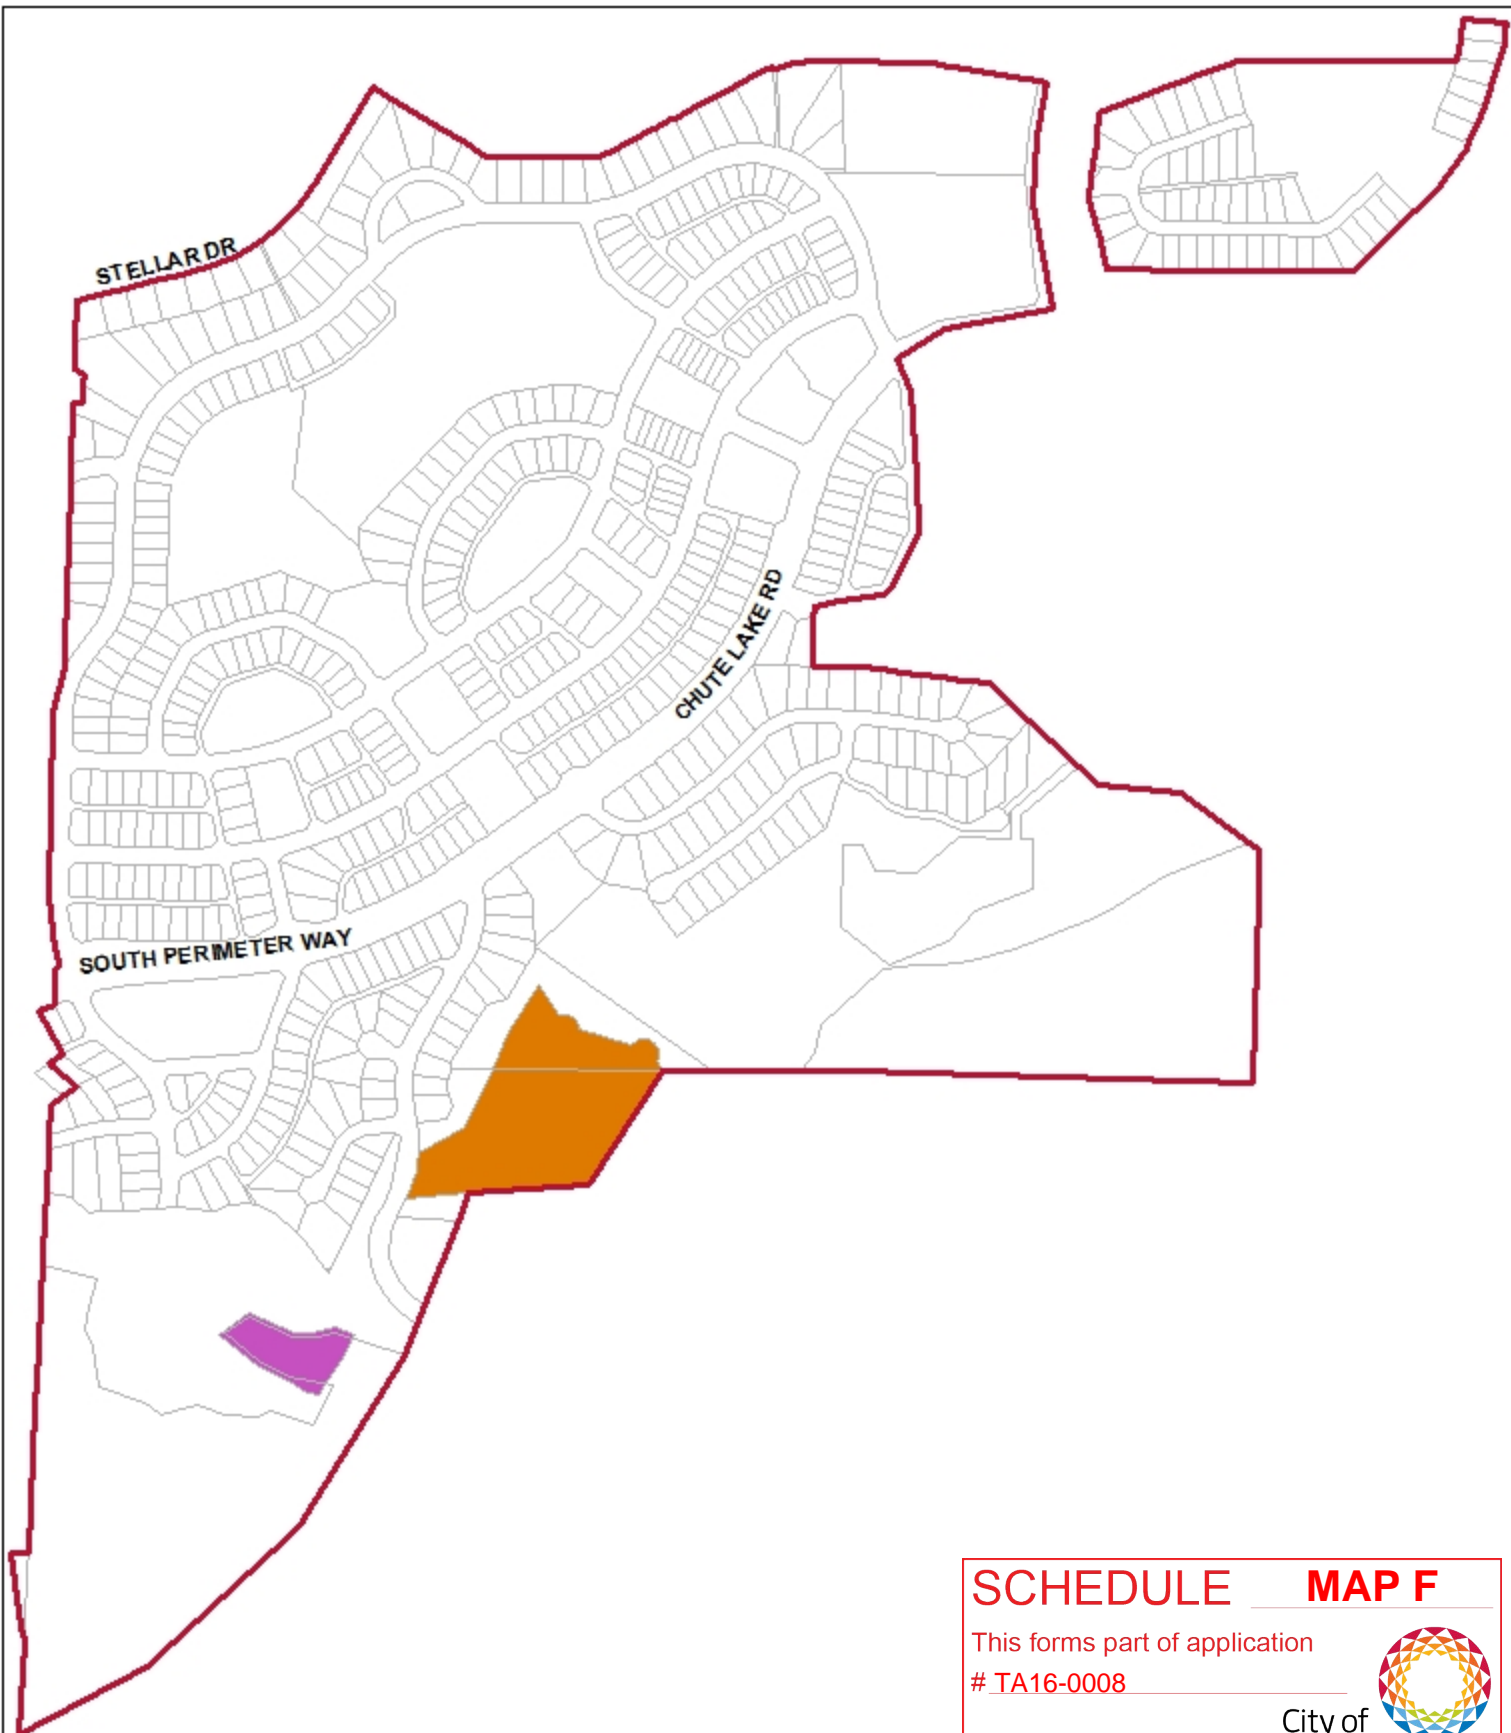 STELLAR DR
CHUTE LAKE RD
SOUTH PERIMETER WAY
SCHEDULE MAP F
This forms part of application
# TA16-0008
City of